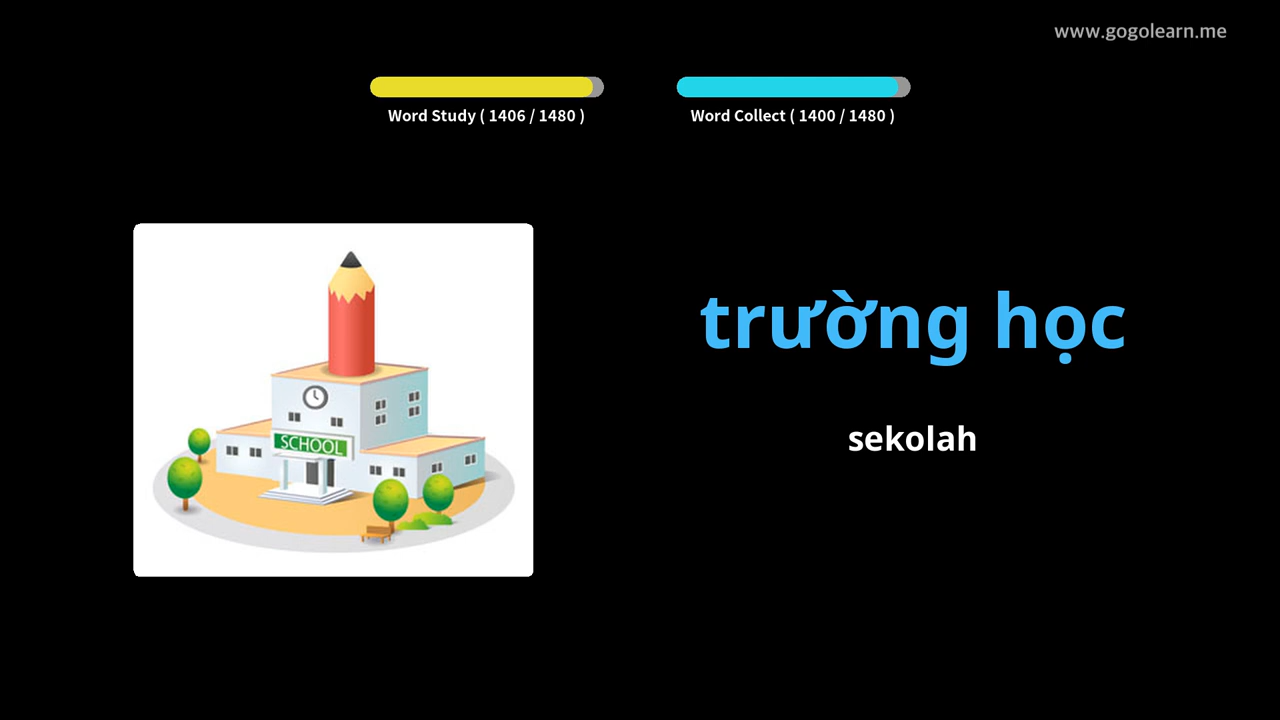 www.gogolearn.me
Word Study ( 1406 / 1480 )
Word Collect ( 1400 / 1480 )
SCHOOL
trường học
sekolah